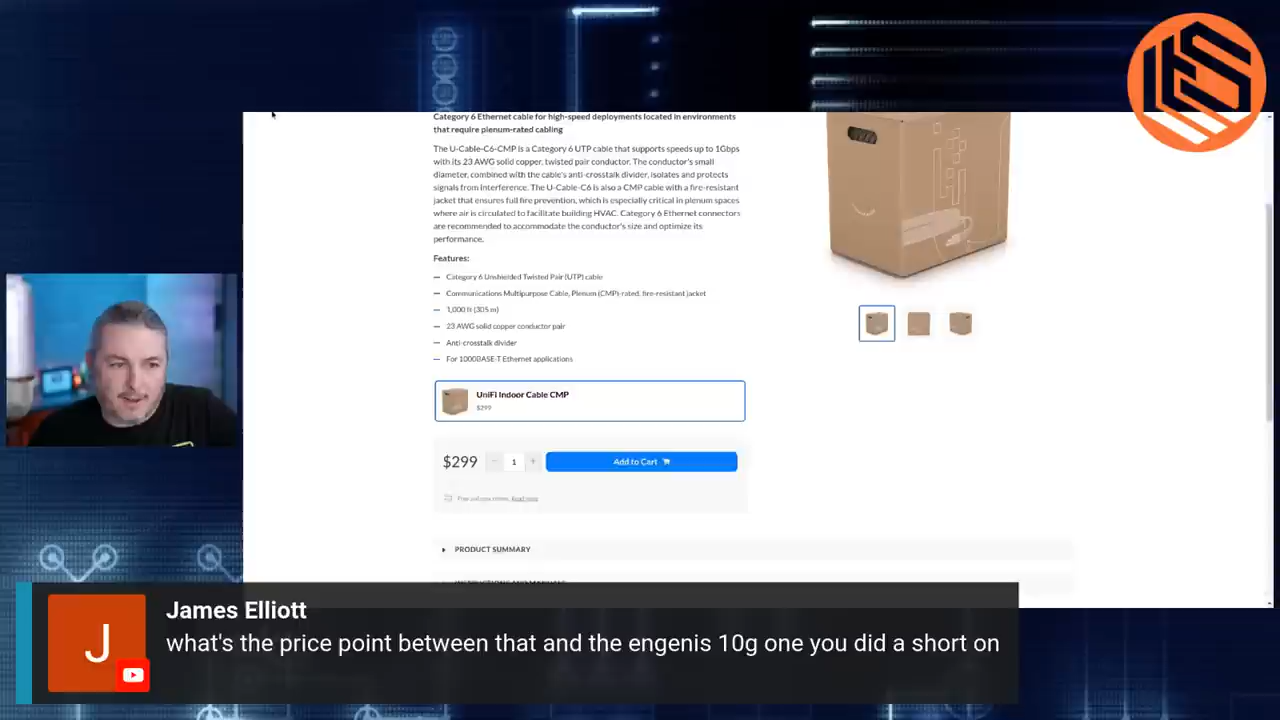 Category 6 Ethernet cable for high-speed deployments located in environments
that require plenum-rated cabling
The U-Cable-C6-CMP is a Category 6 UTP cable that supports speeds up to 1Gbps
with its 23 AWG solid copper, twisted pair conductor. The conductor's small
diameter, combined with the cable's anti-crosstalk divider, isolates and protects
signals from interference. The U-Cable-C6 is also a CMP cable with a fire-resistant
jacket that ensures full fire prevention, which is especially critical in plenum spaces
where air is circulated to facilitate building HVAC. Category 6 Ethernet connectors
are recommended to accommodate the conductor's size and optimize its
performance.
Features:
Category 6 Unshielded Twisted Pair (UTP) cable
Communications Multipurpose Cable, Plenum (CMP)-rated, fire-resistant jacket
1,000 ft (305 m)
23 AWG solid copper conductor pair
Anti-crosstalk divider
For 1000BASE-T Ethernet applications
UniFi Indoor Cable CMP
$299
$299 − 1 + Add to Cart
Read more
PRODUCT SUMMARY
J
James Elliott
what's the price point between that and the engenis 10g one you did a short on